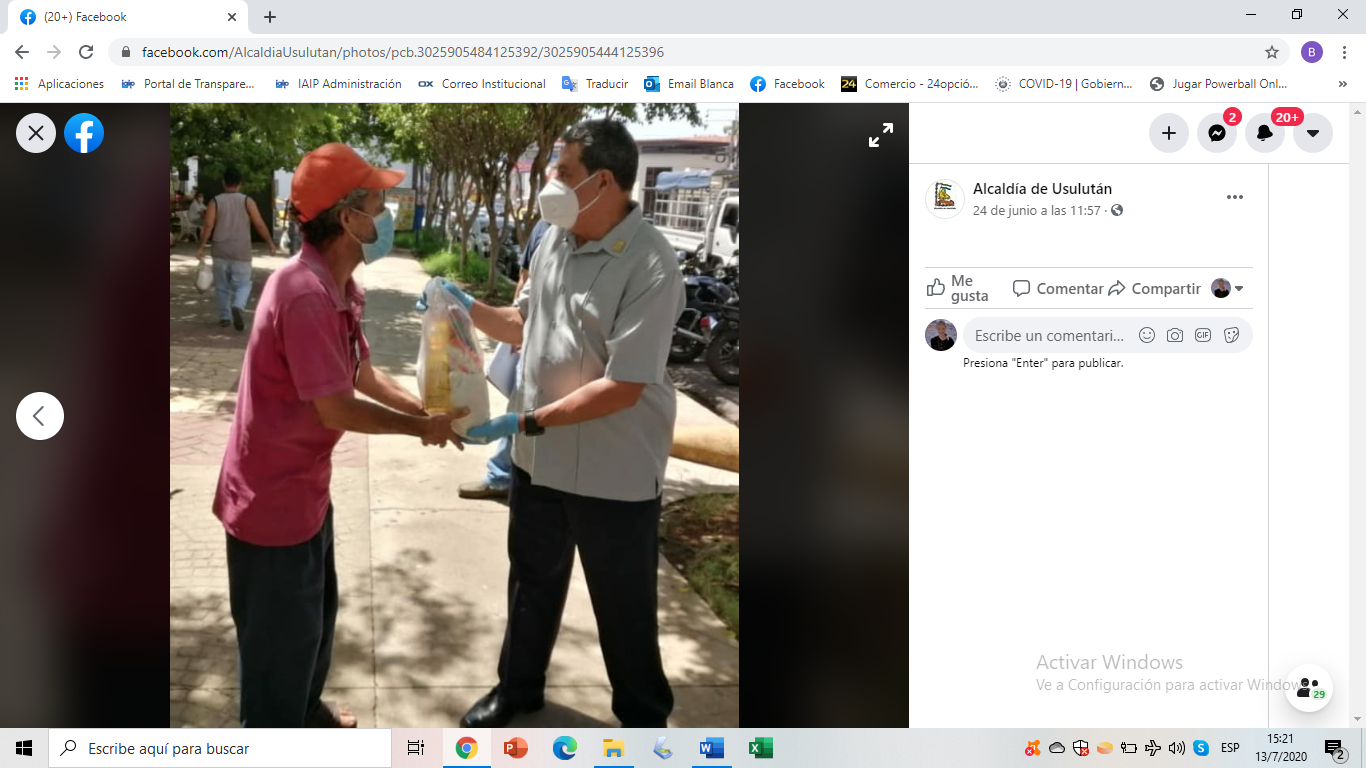 (20+) Facebook
facebook.com/AlcaldiaUsulutan/photos/pcb.3025905484125392/3025905444125396
B
Aplicaciones
Portal de Transpare...
IAIP Administración
Correo Institucional
Traducir
Email Blanca
Facebook
24
Comercio - 24opció...
COVID-19 | Gobiern...
Jugar Powerball Onl...
»
2
20+
Alcaldía de Usulután
24 de junio a las 11:57 ·
Me gusta
Comentar
Compartir
Escribe un comentari...
GIF
Presiona "Enter" para publicar.
Activar Windows
Ve a Configuración para activar Windows
29
Escribe aquí para buscar
ESP
15:21
13/7/2020
2